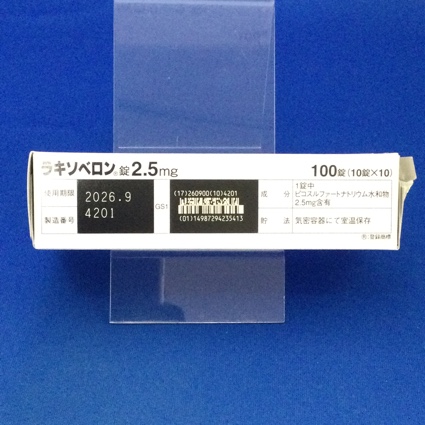 ラキソベロン®錠2.5mg 100錠(10錠×10)
使用期限 2026.9
製造番号 4201
GS1
(17)260900(10)4201
(01)14987294235413
成分 1錠中
ピコスルファートナトリウム水和物
2.5mg含有
貯法 気密容器にて室温保存
®:登録商標